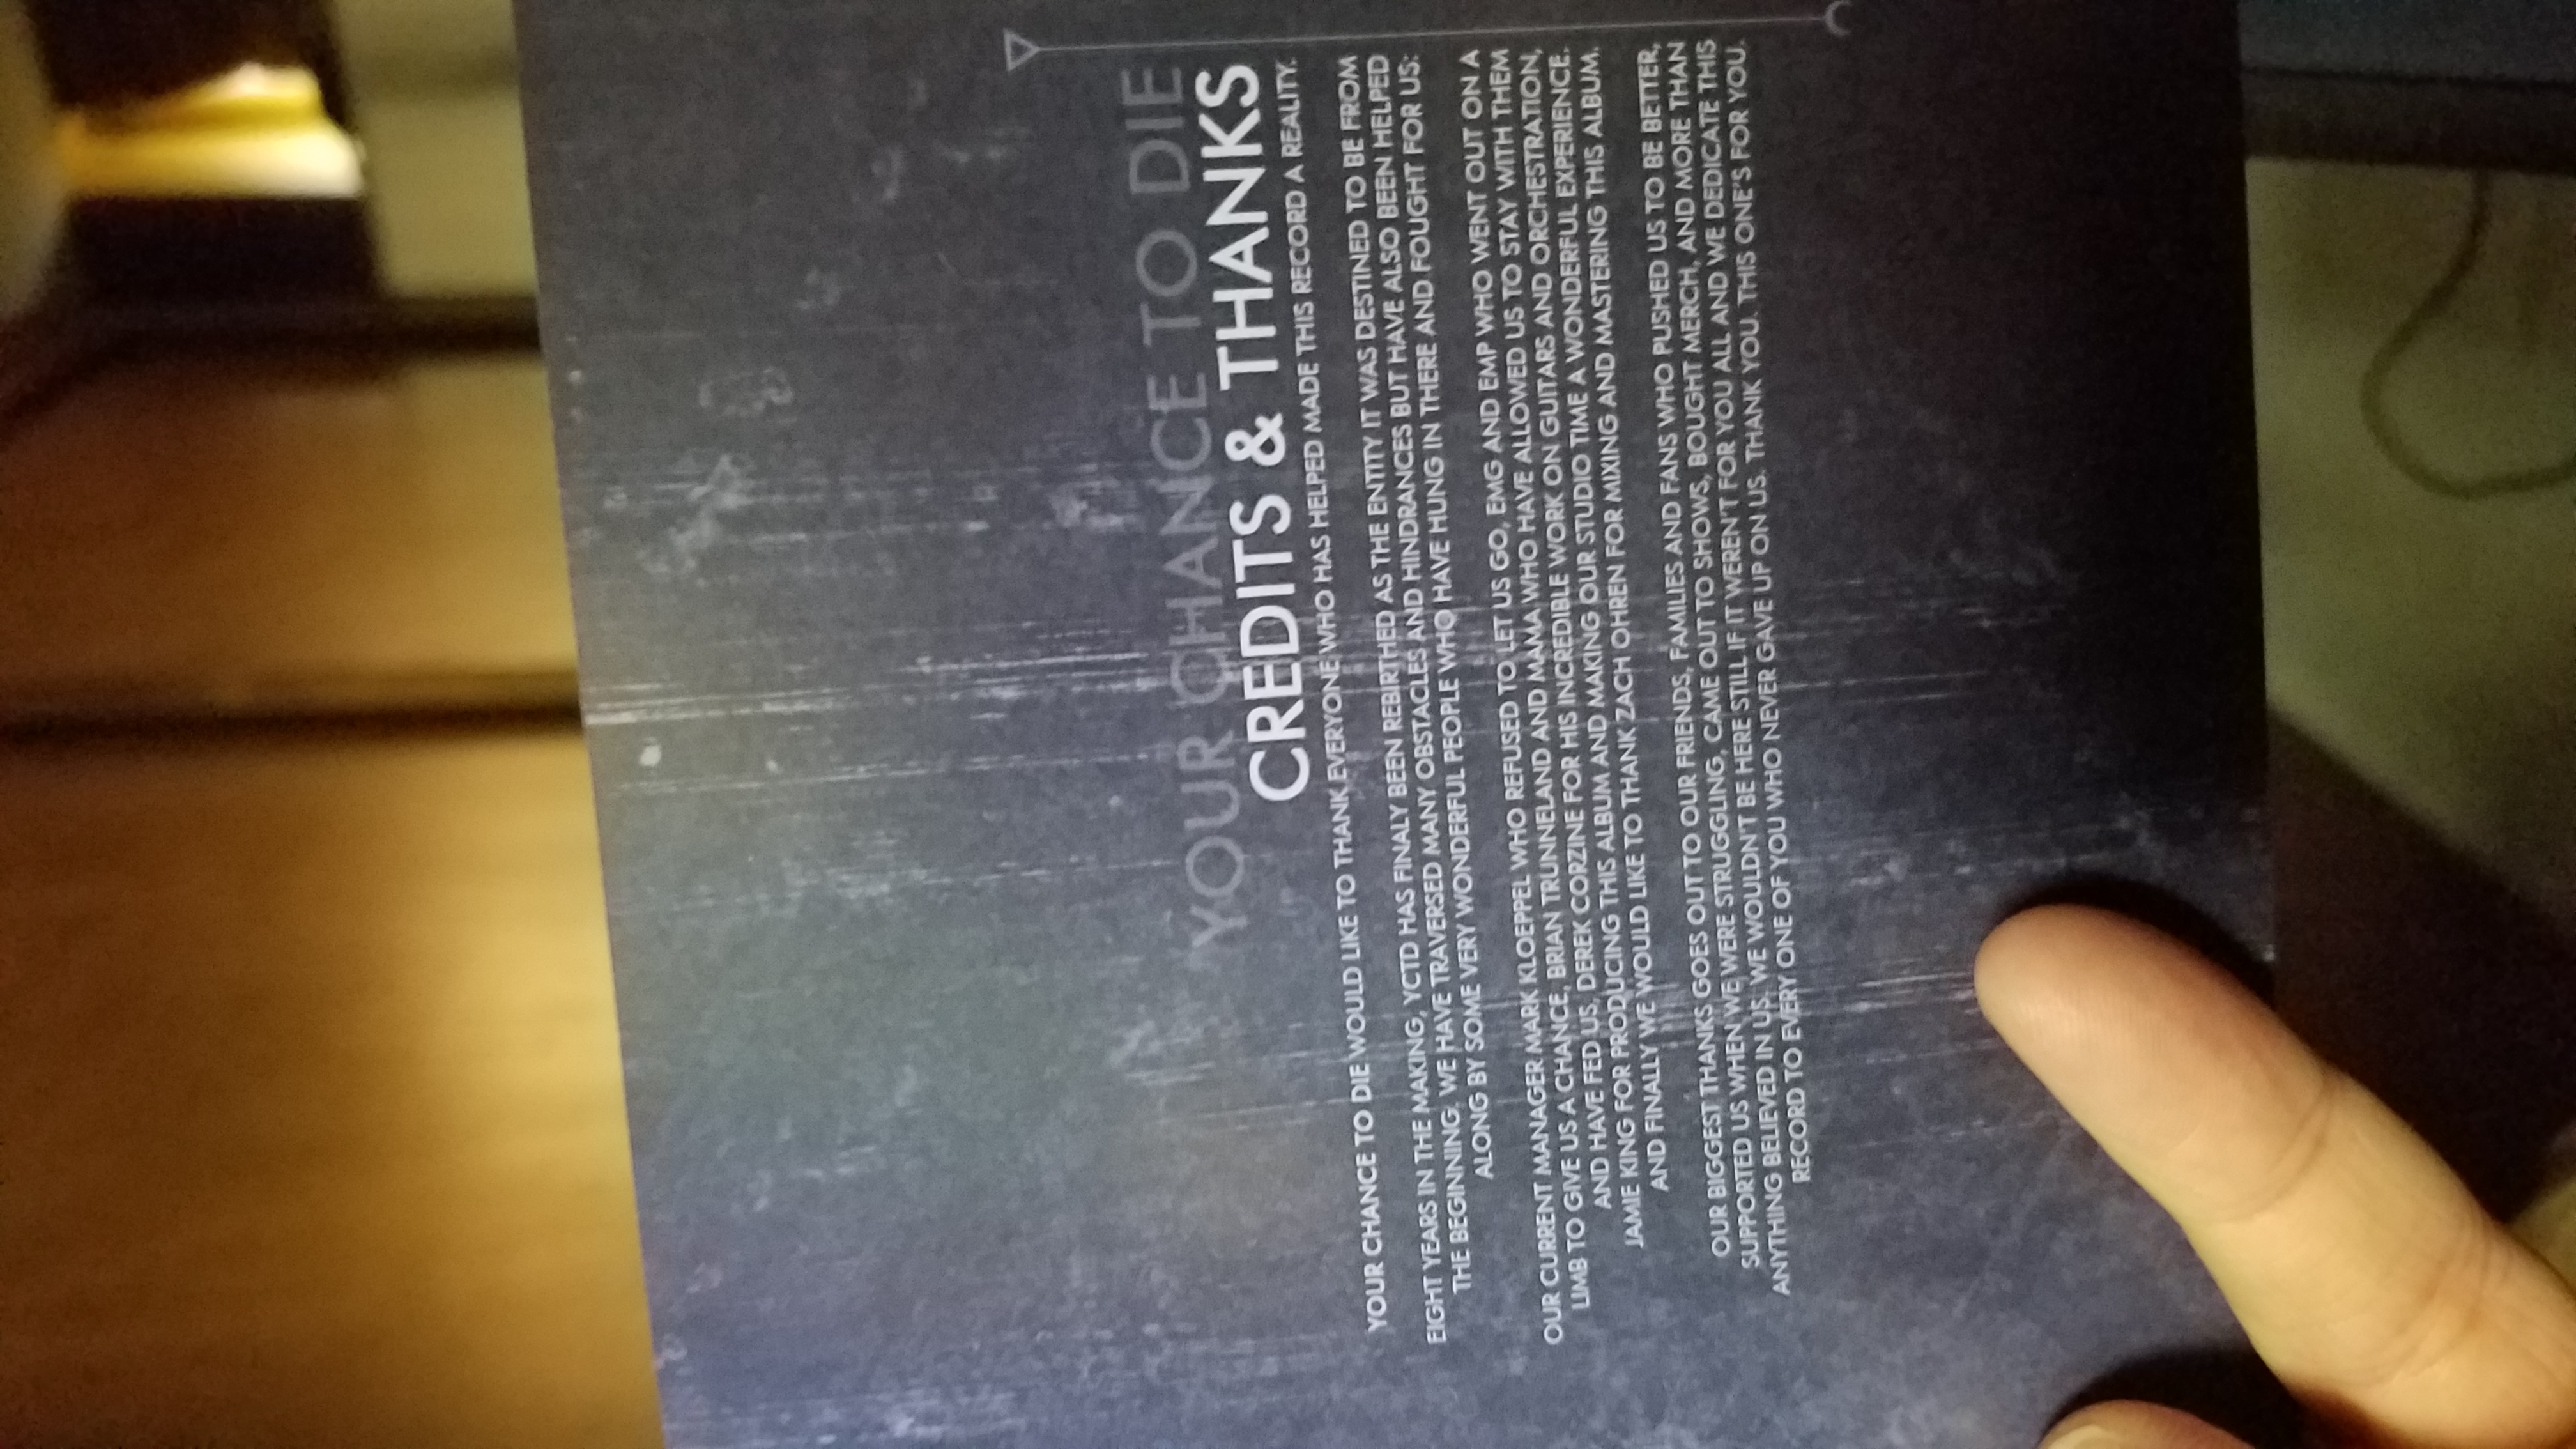 YOUR CHANCE TO DIE
CREDITS & THANKS
YOUR CHANCE TO DIE WOULD LIKE TO THANK EVERYONE WHO HAS HELPED MADE THIS RECORD A REALITY.
EIGHT YEARS IN THE MAKING, YCTD HAS FINALY BEEN REBIRTHED AS THE ENTITY IT WAS DESTINED TO BE FROM
THE BEGINNING. WE HAVE TRAVERSED MANY OBSTACLES AND HINDRANCES BUT HAVE ALSO BEEN HELPED
ALONG BY SOME VERY WONDERFUL PEOPLE WHO HAVE HUNG IN THERE AND FOUGHT FOR US:
OUR CURRENT MANAGER MARK KLOEPPEL WHO REFUSED TO LET US GO, EMG AND EMP WHO WENT OUT ON A
LIMB TO GIVE US A CHANCE, BRIAN TRUNNELAND AND MAMA WHO HAVE ALLOWED US TO STAY WITH THEM
AND HAVE FED US, DEREK CORZINE FOR HIS INCREDIBLE WORK ON GUITARS AND ORCHESTRATION,
JAMIE KING FOR PRODUCING THIS ALBUM AND MAKING OUR STUDIO TIME A WONDERFUL EXPERIENCE.
AND FINALLY WE WOULD LIKE TO THANK ZACH OHREN FOR MIXING AND MASTERING THIS ALBUM.
OUR BIGGEST THANKS GOES OUT TO OUR FRIENDS, FAMILIES AND FANS WHO PUSHED US TO BE BETTER,
SUPPORTED US WHEN WE WERE STRUGGLING, CAME OUT TO SHOWS, BOUGHT MERCH, AND MORE THAN
ANYTHING BELIEVED IN US. WE WOULDN'T BE HERE STILL IF IT WEREN'T FOR YOU ALL AND WE DEDICATE THIS
RECORD TO EVERY ONE OF YOU WHO NEVER GAVE UP ON US. THANK YOU. THIS ONE'S FOR YOU.